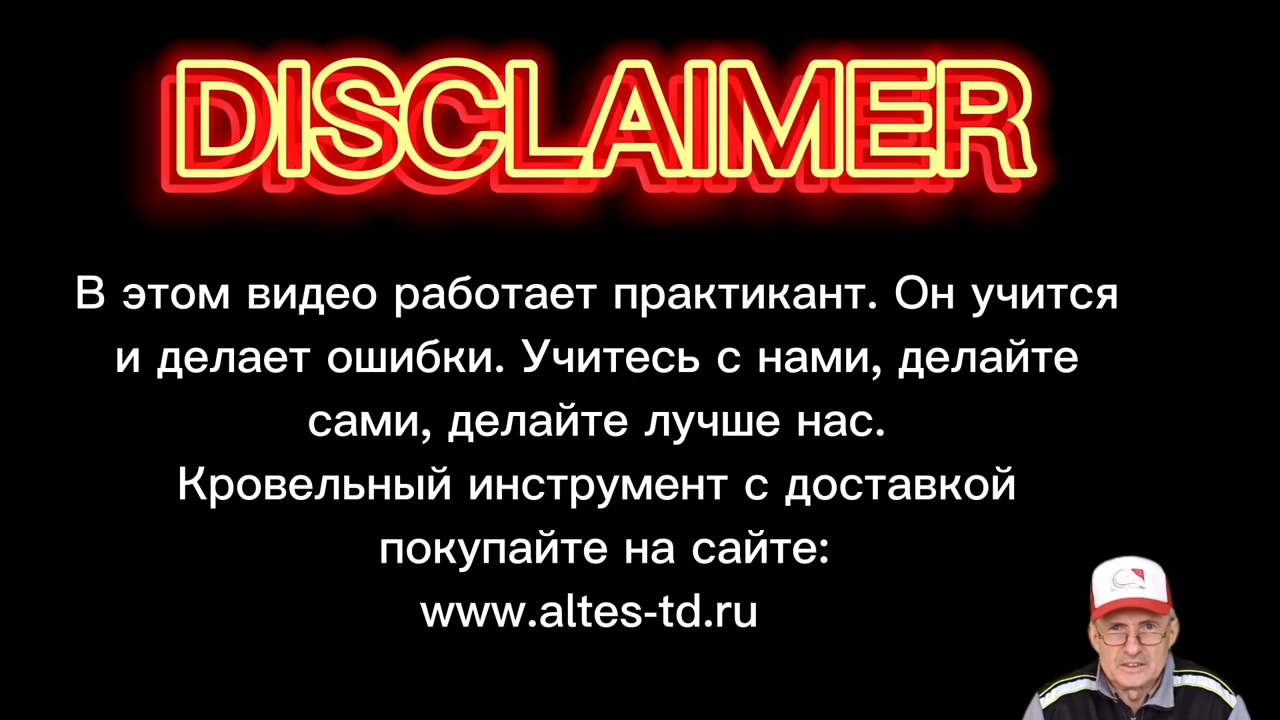 DISCLAIMER
В этом видео работает практикант. Он учится
и делает ошибки. Учитесь с нами, делайте
сами, делайте лучше нас.
Кровельный инструмент с доставкой
покупайте на сайте:
www.altes-td.ru